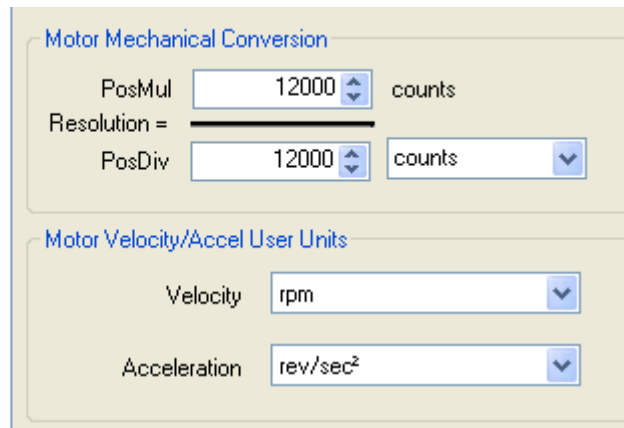 Motor Mechanical Conversion
PosMul 12000 counts
Resolution =
PosDiv 12000 counts
Motor Velocity/Accel User Units
Velocity rpm
Acceleration rev/sec²